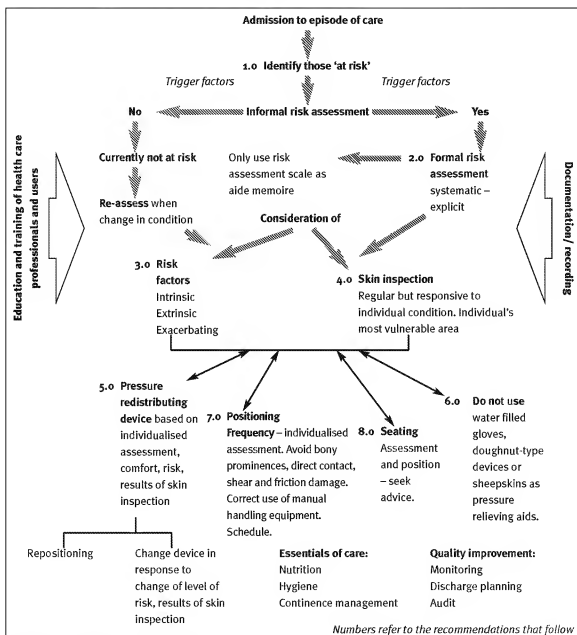 Admission to episode of care
1.0 Identify those ‘at risk’
Trigger factors
Trigger factors
No
Informal risk assessment
Yes
Currently not at risk
Only use risk
assessment scale as
aide memoire
2.0 Formal risk
assessment
systematic –
explicit
Re-assess when
change in condition
Consideration of
Education and training of health care
professionals and users
Documentation/
recording
3.0 Risk
factors
Intrinsic
Extrinsic
Exacerbating
4.0 Skin inspection
Regular but responsive to
individual condition. Individual’s
most vulnerable area
5.0 Pressure
redistributing
device based on
individualised
assessment,
comfort, risk,
results of skin
inspection
7.0 Positioning
Frequency – individualised
assessment. Avoid bony
prominences, direct contact,
shear and friction damage.
Correct use of manual
handling equipment.
Schedule.
8.0 Seating
Assessment
and position
– seek
advice.
6.0 Do not use
water filled
gloves,
doughnut-type
devices or
sheepskins as
pressure
relieving aids.
Repositioning
Change device in
response to
change of level of
risk, results of skin
inspection
Essentials of care:
Nutrition
Hygiene
Continence management
Quality improvement:
Monitoring
Discharge planning
Audit
Numbers refer to the recommendations that follow